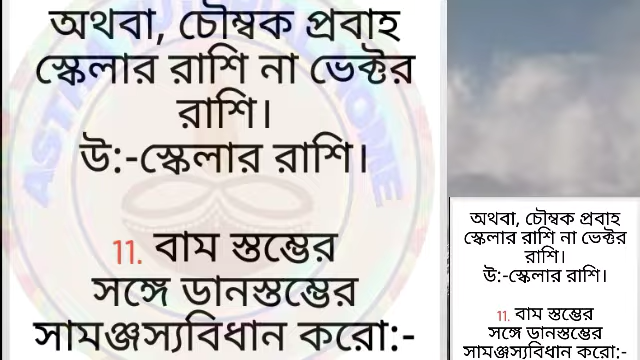 অথবা, চৌম্বক প্রবাহ
স্কেলার রাশি না ভেক্টর
রাশি।
উ:-স্কেলার রাশি।
11. বাম স্তম্ভের
সঙ্গে ডানস্তম্ভের
সামঞ্জস্যবিধান করো:-
অথবা, চৌম্বক প্রবাহ
স্কেলার রাশি না ভেক্টর
রাশি।
উ:-স্কেলার রাশি।
11. বাম স্তম্ভের
সঙ্গে ডানস্তম্ভের
সামঞ্জস্যবিধান করো:-